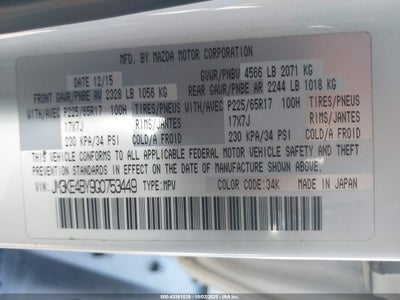 MFD. BY MAZDA MOTOR CORPORATION
DATE 12/15 GVWR/PNBV 4566 LB 2071 KG
FRONT GAWR/PNBE AV 2328 LB 1056 KG REAR GAWR/PNBE AR 2244 LB 1018 KG
WITH/AVEC P225/65R17 100H TIRES/PNEUS WITH/AVEC P225/65R17 100H TIRES/PNEUS
17X7J RIMS/JANTES 17X7J RIMS/JANTES
230 KPA/34 PSI COLD/A FROID 230 KPA/34 PSI COLD/A FROID
THIS VEHICLE CONFORMS TO ALL APPLICABLE FEDERAL MOTOR VEHICLE SAFETY AND THEFT
PREVENTION STANDARDS IN EFFECT ON THE DATE OF MANUFACTURE SHOWN ABOVE.
VIN: JM3KE4BY9G0753449 TYPE: MPV COLOR CODE: 34K MADE IN JAPAN